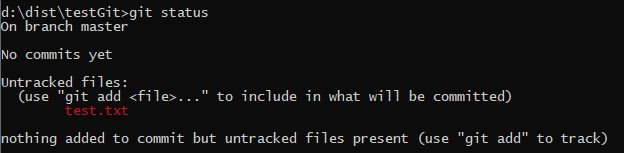 d:\dist\testGit>git status
On branch master
No commits yet
Untracked files:
(use "git add <file>..." to include in what will be committed)
test.txt
nothing added to commit but untracked files present (use "git add" to track)